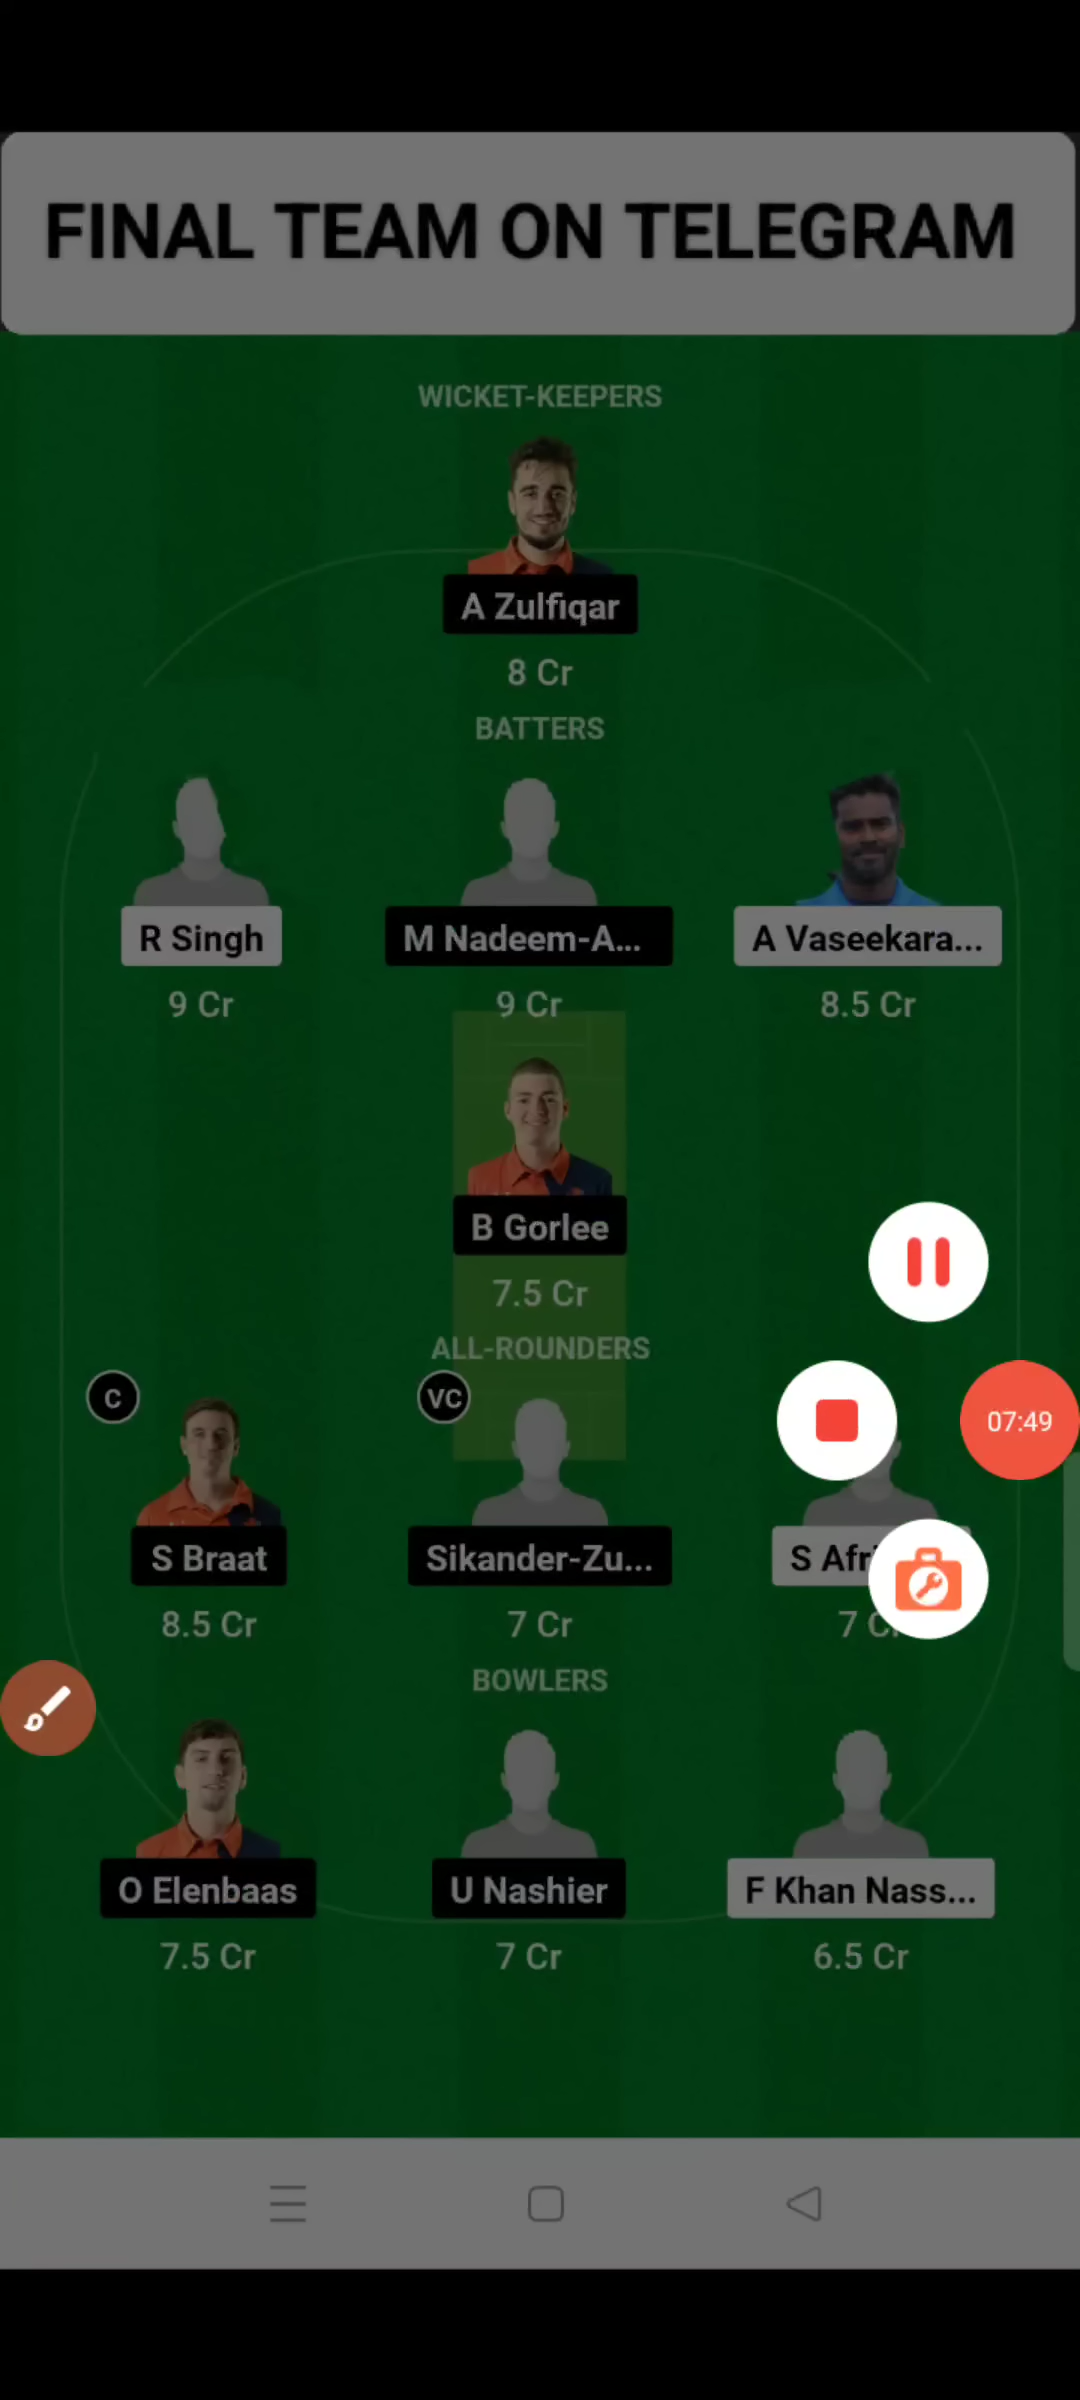 FINAL TEAM ON TELEGRAM
WICKET-KEEPERS
A Zulfiqar
8 Cr
BATTERS
R Singh M Nadeem-A... A Vaseekara...
9 Cr 9 Cr 8.5 Cr
B Gorlee
7.5 Cr
ALL-ROUNDERS
C VC
07:49
S Braat Sikander-Zu... S Afr
8.5 Cr 7 Cr 7 C
BOWLERS
O Elenbaas U Nashier F Khan Nass...
7.5 Cr 7 Cr 6.5 Cr